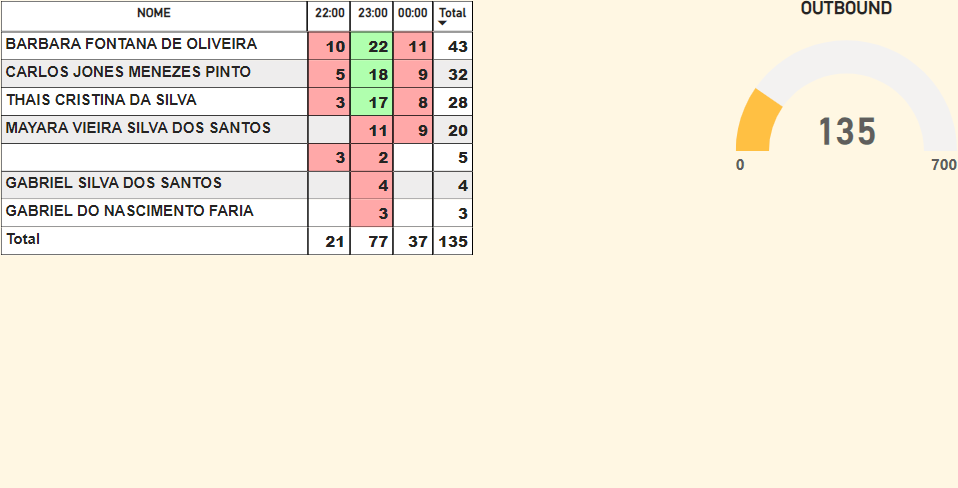 NOME 22:00 23:00 00:00 Total
BARBARA FONTANA DE OLIVEIRA 10 22 11 43
CARLOS JONES MENEZES PINTO 5 18 9 32
THAIS CRISTINA DA SILVA 3 17 8 28
MAYARA VIEIRA SILVA DOS SANTOS 11 9 20
3 2 5
GABRIEL SILVA DOS SANTOS 4 4
GABRIEL DO NASCIMENTO FARIA 3 3
Total 21 77 37 135
OUTBOUND
135
0 700